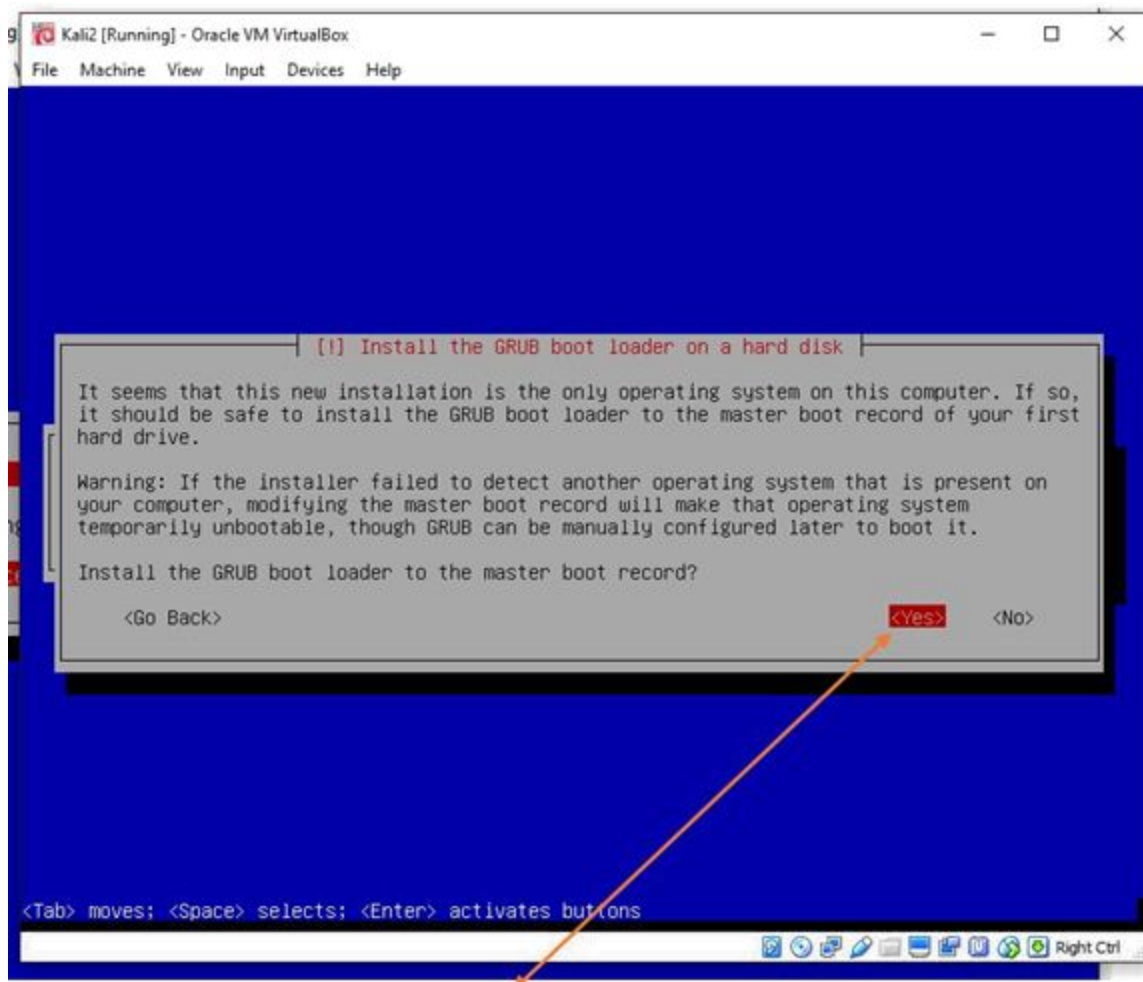 Kali2 [Running] - Oracle VM VirtualBox
File Machine View Input Devices Help
[!] Install the GRUB boot loader on a hard disk
It seems that this new installation is the only operating system on this computer. If so,
it should be safe to install the GRUB boot loader to the master boot record of your first
hard drive.
Warning: If the installer failed to detect another operating system that is present on
your computer, modifying the master boot record will make that operating system
temporarily unbootable, though GRUB can be manually configured later to boot it.
Install the GRUB boot loader to the master boot record?
<Go Back> <Yes> <No>
<Tab> moves; <Space> selects; <Enter> activates buttons
Right Ctrl